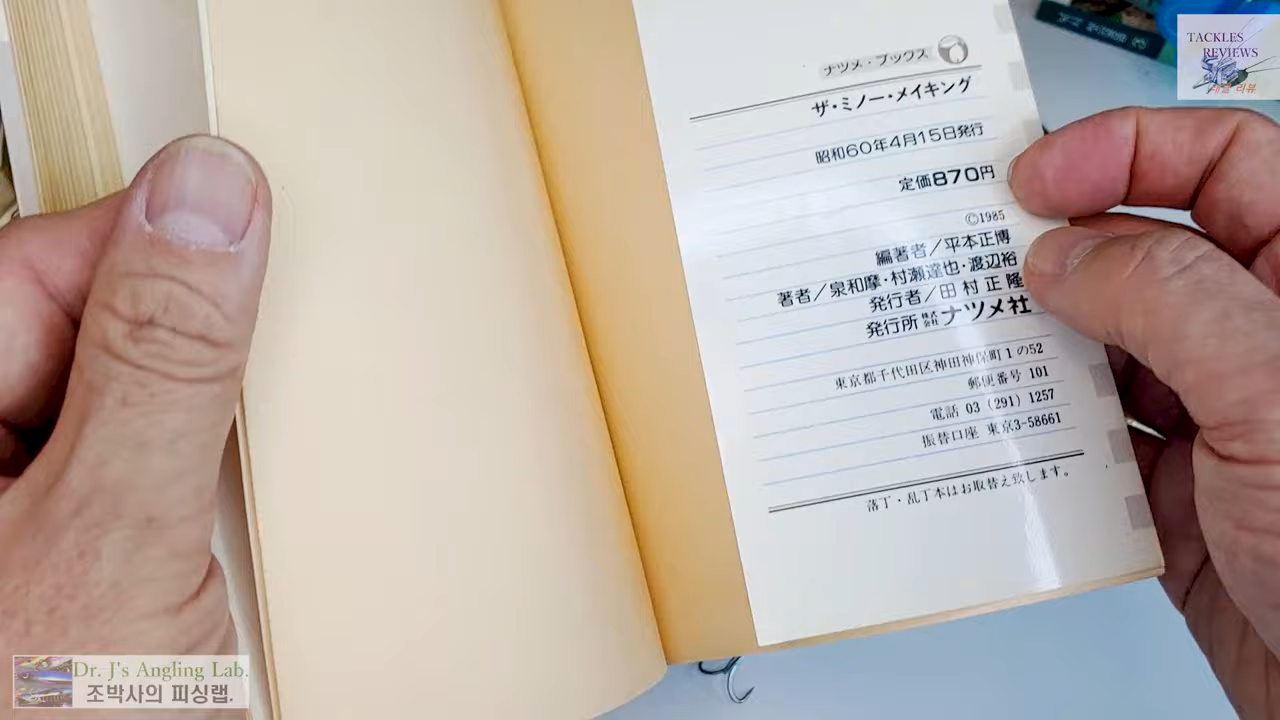 ナツメ・ブックス
ザ・ミノー・メイキング
昭和60年4月15日発行
定価870円
©1985
編著者／平本正博
著者／泉和摩・村瀬達也・渡辺裕
発行者／田村正隆
発行所 株式会社 ナツメ社
東京都千代田区神田神保町1の52
郵便番号 101
電話 03 (291) 1257
振替口座 東京3-58661
落丁・乱丁本はお取替え致します。
TACKLES
REVIEWS
리뷰
Dr. J's Angling Lab.
조박사의 피싱랩.